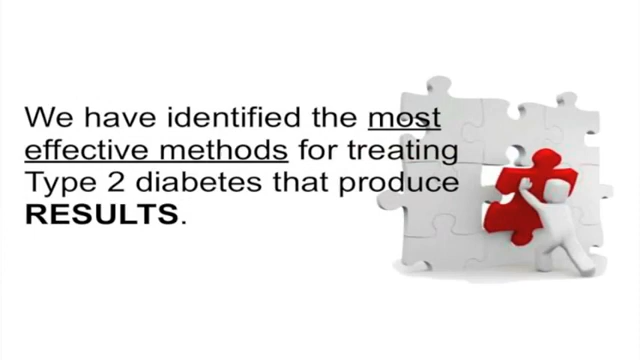 We have identified the most
effective methods for treating
Type 2 diabetes that produce
RESULTS.